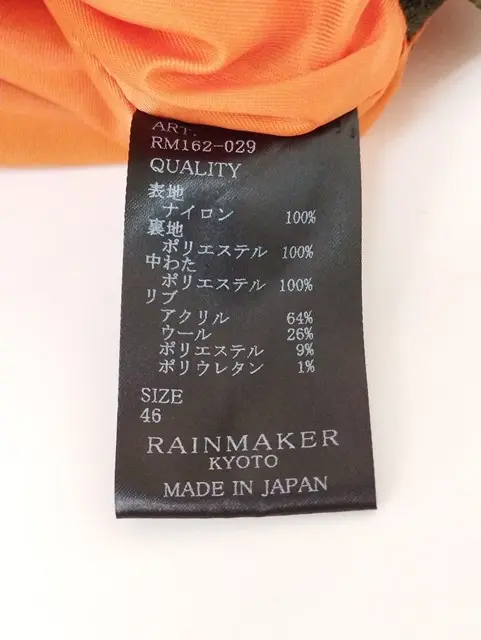 ART.
RM162-029
QUALITY
表地
ナイロン 100%
裏地
ポリエステル 100%
中わた
ポリエステル 100%
リブ
アクリル 64%
ウール 26%
ポリエステル 9%
ポリウレタン 1%
SIZE
46
RAINMAKER
KYOTO
MADE IN JAPAN